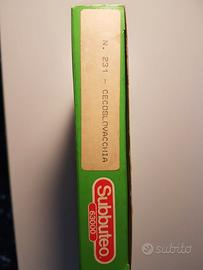 N. 231 - CECOSLOVACCHIA
Subbuteo
63000
subito